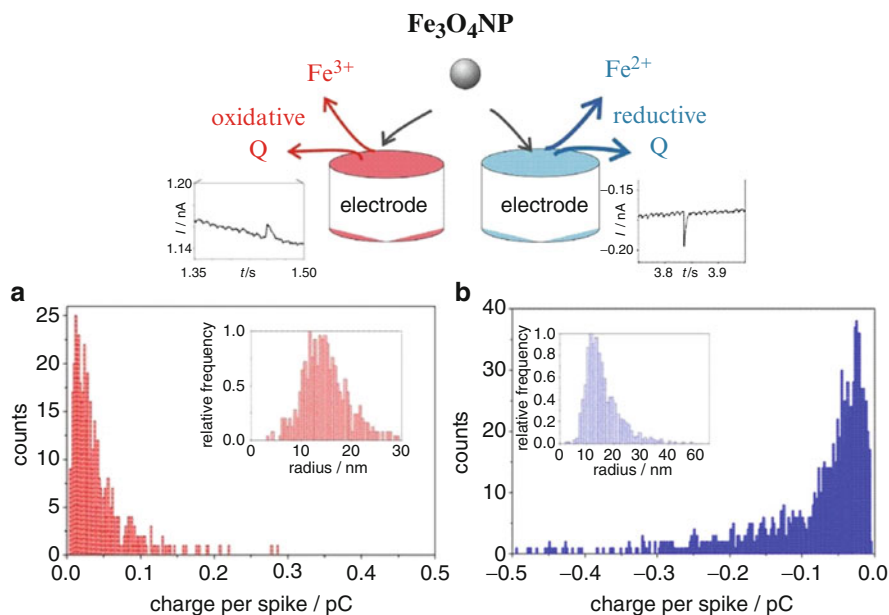 Fe₃O₄NP
Fe³⁺
oxidative
Q
Fe²⁺
reductive
Q
electrode
electrode
1.20
I / nA
1.14
1.35
t/s
1.50
−0.15
I / nA
−0.20
3.8
t/s
3.9
a
25
20
15
10
5
0
counts
0.0
0.1
0.2
0.3
0.4
0.5
charge per spike / pC
1.0
0.5
0.0
relative frequency
0
10
20
30
radius / nm
b
40
30
20
10
0
counts
−0.5
−0.4
−0.3
−0.2
−0.1
0.0
charge per spike / pC
1.0
0.8
0.6
0.4
0.2
0.0
relative frequency
0
10
20
30
40
60
radius / nm